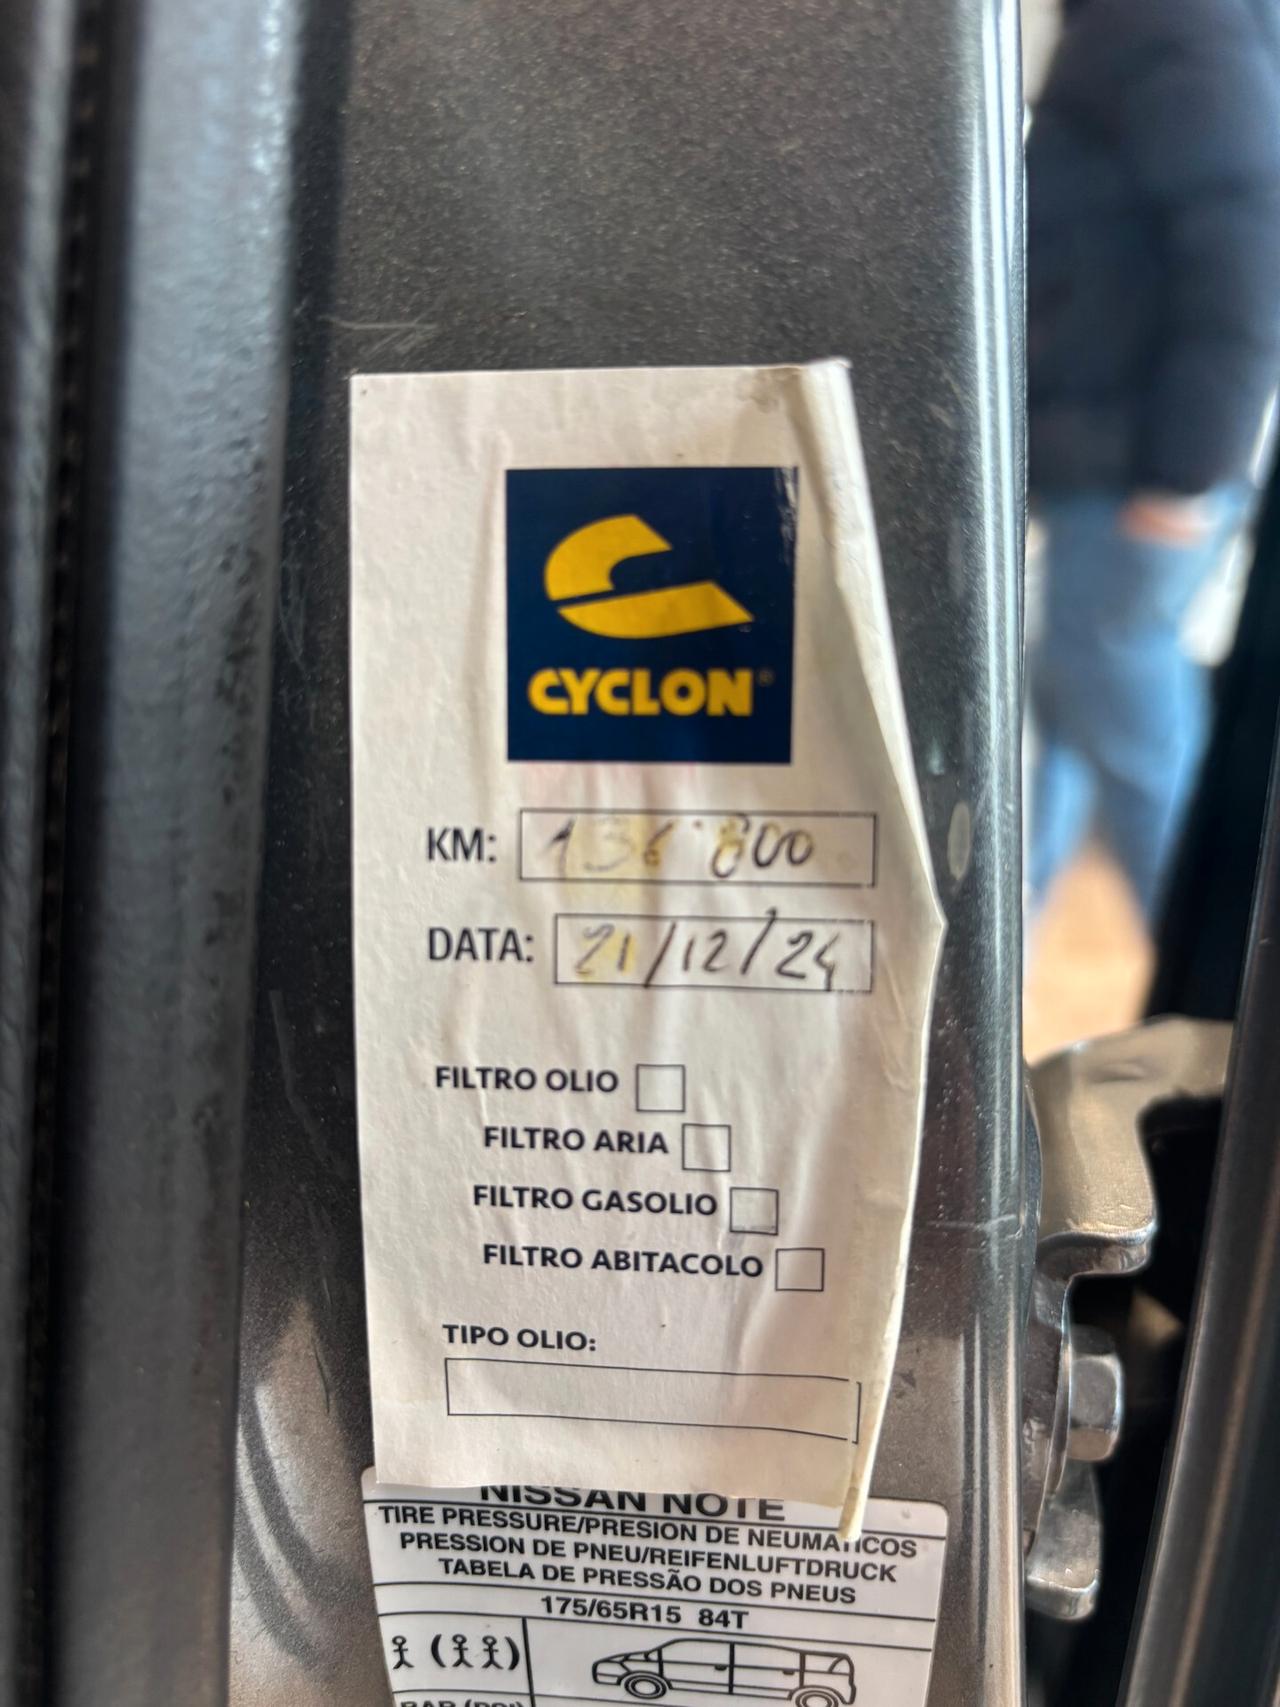 CYCLON®
KM: 136.800
DATA: 21/12/24
FILTRO OLIO
FILTRO ARIA
FILTRO GASOLIO
FILTRO ABITACOLO
TIPO OLIO:
NISSAN NOTE
TIRE PRESSURE/PRESION DE NEUMATICOS
PRESSION DE PNEU/REIFENLUFTDRUCK
TABELA DE PRESSÃO DOS PNEUS
175/65R15 84T